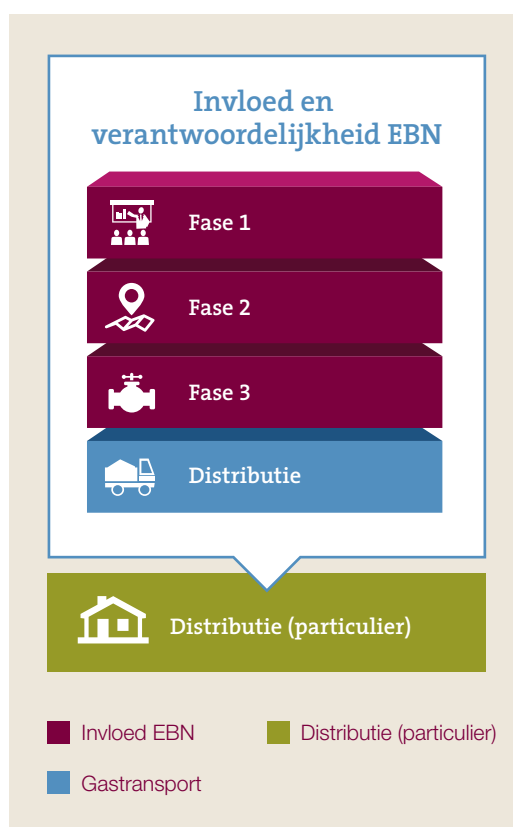 Invloed en
verantwoordelijkheid EBN
Fase 1
Fase 2
Fase 3
Distributie
Distributie (particulier)
Invloed EBN
Distributie (particulier)
Gastransport